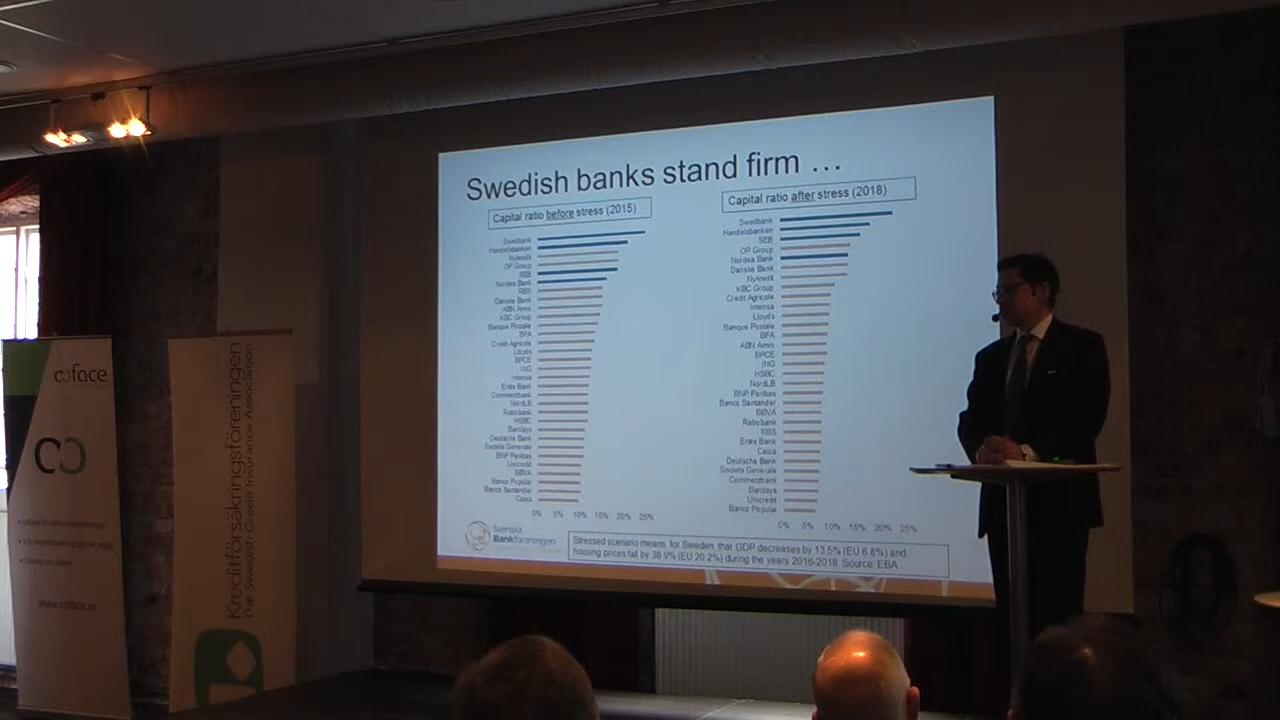 Swedish banks stand firm ...
Capital ratio before stress (2015)
Swedbank
Handelsbanken
Nykredit
OP Group
SEB
Nordea Bank
RBS
Danske Bank
ABN Amro
KBC Group
Banque Postale
BFA
Credit Agricole
Lloyds
BPCE
ING
Intensa
Erste Bank
Commerzbank
NordLB
Rabobank
HSBC
Barclays
Deutsche Bank
Societe Generale
BNP Paribas
Unicredit
BBVA
Banco Popular
Banco Santander
Caixa
0% 5% 10% 15% 20% 25%
Capital ratio after stress (2018)
Swedbank
Handelsbanken
SEB
OP Group
Nordea Bank
Danske Bank
Nykredit
KBC Group
Credit Agricole
Intensa
Lloyds
Banque Postale
BFA
ABN Amro
BPCE
ING
HSBC
NordLB
BNP Paribas
Banco Santander
BBVA
Rabobank
RBS
Erste Bank
Caixa
Deutsche Bank
Societe Generale
Commerzbank
Barclays
Unicredit
Banco Popular
0% 5% 10% 15% 20% 25%
Svenska
Bankföreningen
Stressed scenario means, for Sweden, that GDP decreases by 13.5% (EU 6.8%) and
housing prices fall by 38.9% (EU 20.2%) during the years 2016-2018. Source: EBA
coface
www.coface.se
Kreditförsäkringsföreningen
The Swedish Credit Insurance Association